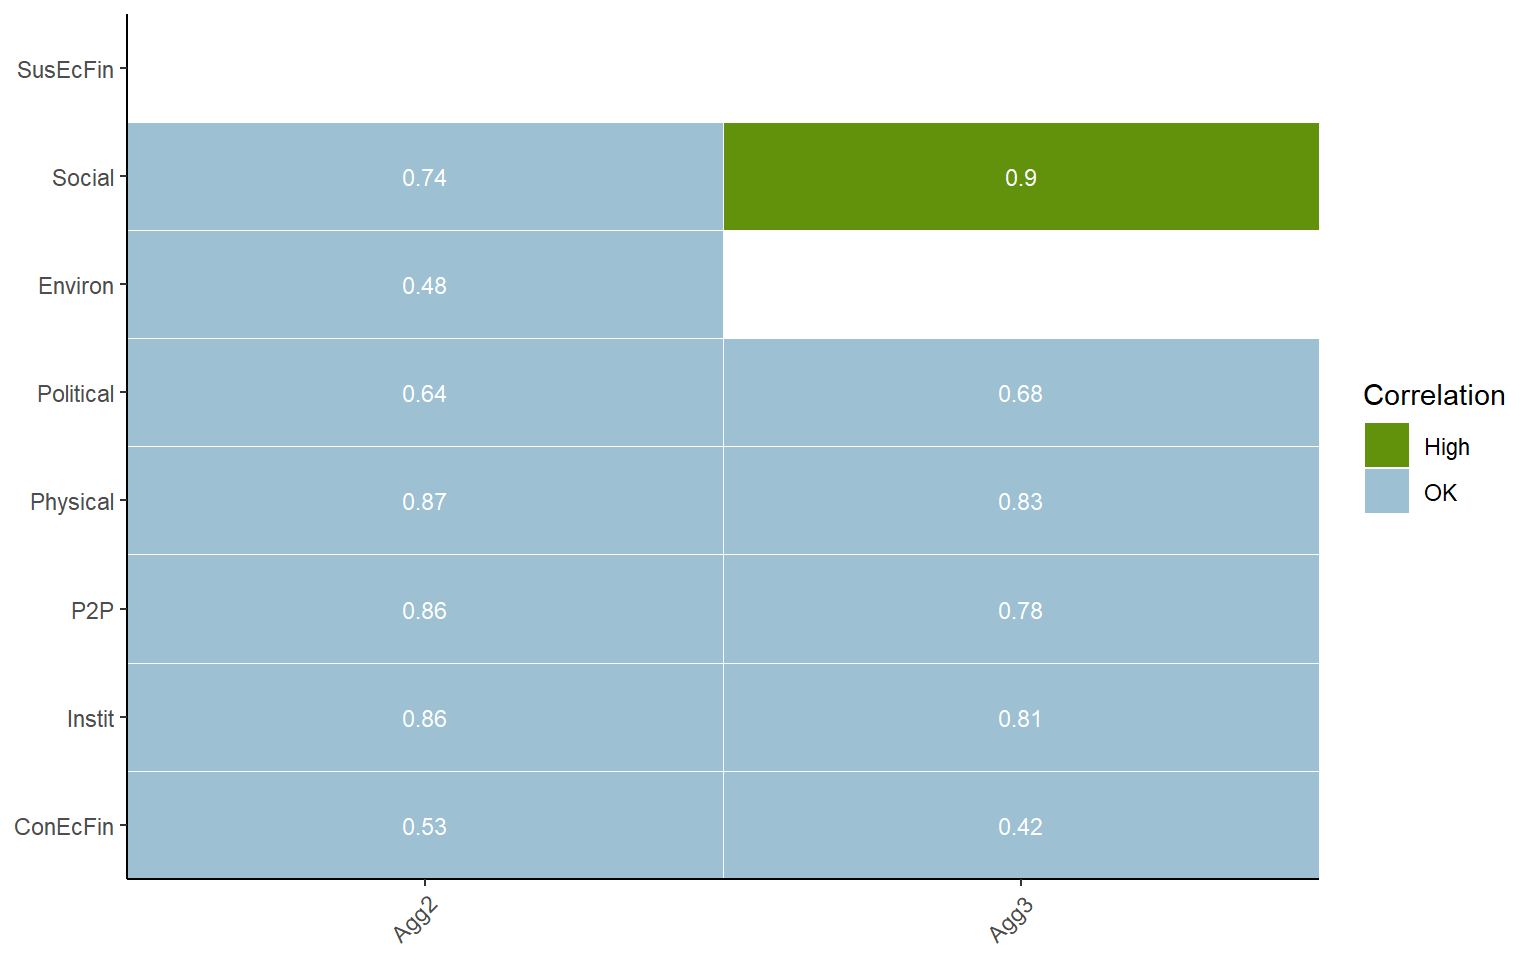 SusEcFin
Social 0.74 0.9
Environ 0.48
Political 0.64 0.68
Physical 0.87 0.83
P2P 0.86 0.78
Instit 0.86 0.81
ConEcFin 0.53 0.42
Agg2 Agg3
Correlation
High
OK